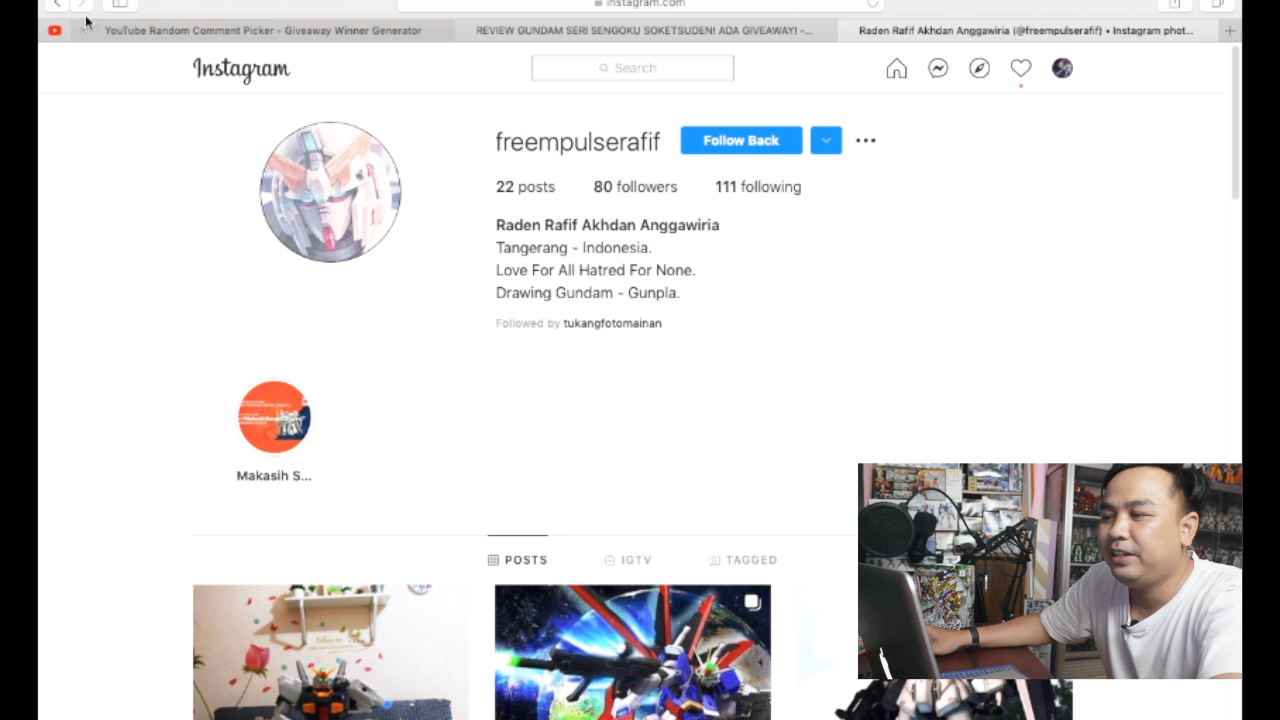 instagram.com
YouTube Random Comment Picker - Giveaway Winner Generator
REVIEW GUNDAM SERI SENGOKU SOKETSUDEN! ADA GIVEAWAY! -...
Raden Rafif Akhdan Anggawiria (@freempulserafif) • Instagram phot...
Instagram
Search
freempulserafif
Follow Back
22 posts
80 followers
111 following
Raden Rafif Akhdan Anggawiria
Tangerang - Indonesia.
Love For All Hatred For None.
Drawing Gundam - Gunpla.
Followed by tukangfotomainan
Makasih S...
POSTS
IGTV
TAGGED